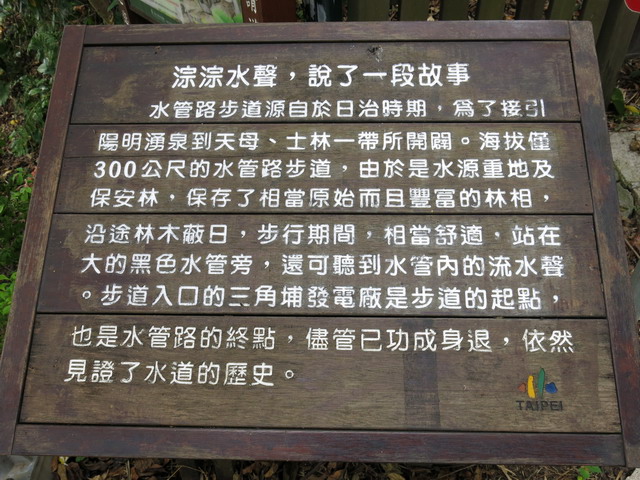 淙淙水聲，說了一段故事
水管路步道源自於日治時期，為了接引
陽明湧泉到天母、士林一帶所開闢。海拔僅
300公尺的水管路步道，由於是水源重地及
保安林，保存了相當原始而且豐富的林相，
沿途林木蔽日，步行期間，相當舒適，站在
大的黑色水管旁，還可聽到水管內的流水聲
。步道入口的三角埔發電廠是步道的起點，
也是水管路的終點，儘管已功成身退，依然
見證了水道的歷史。
TAIPEI